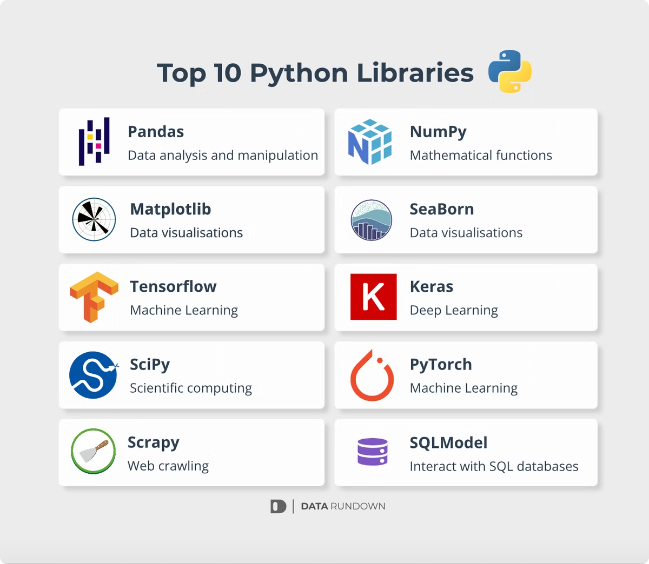 Top 10 Python Libraries
Pandas
Data analysis and manipulation
NumPy
Mathematical functions
Matplotlib
Data visualisations
SeaBorn
Data visualisations
Tensorflow
Machine Learning
K
Keras
Deep Learning
SciPy
Scientific computing
PyTorch
Machine Learning
Scrapy
Web crawling
SQLModel
Interact with SQL databases
DATA RUNDOWN